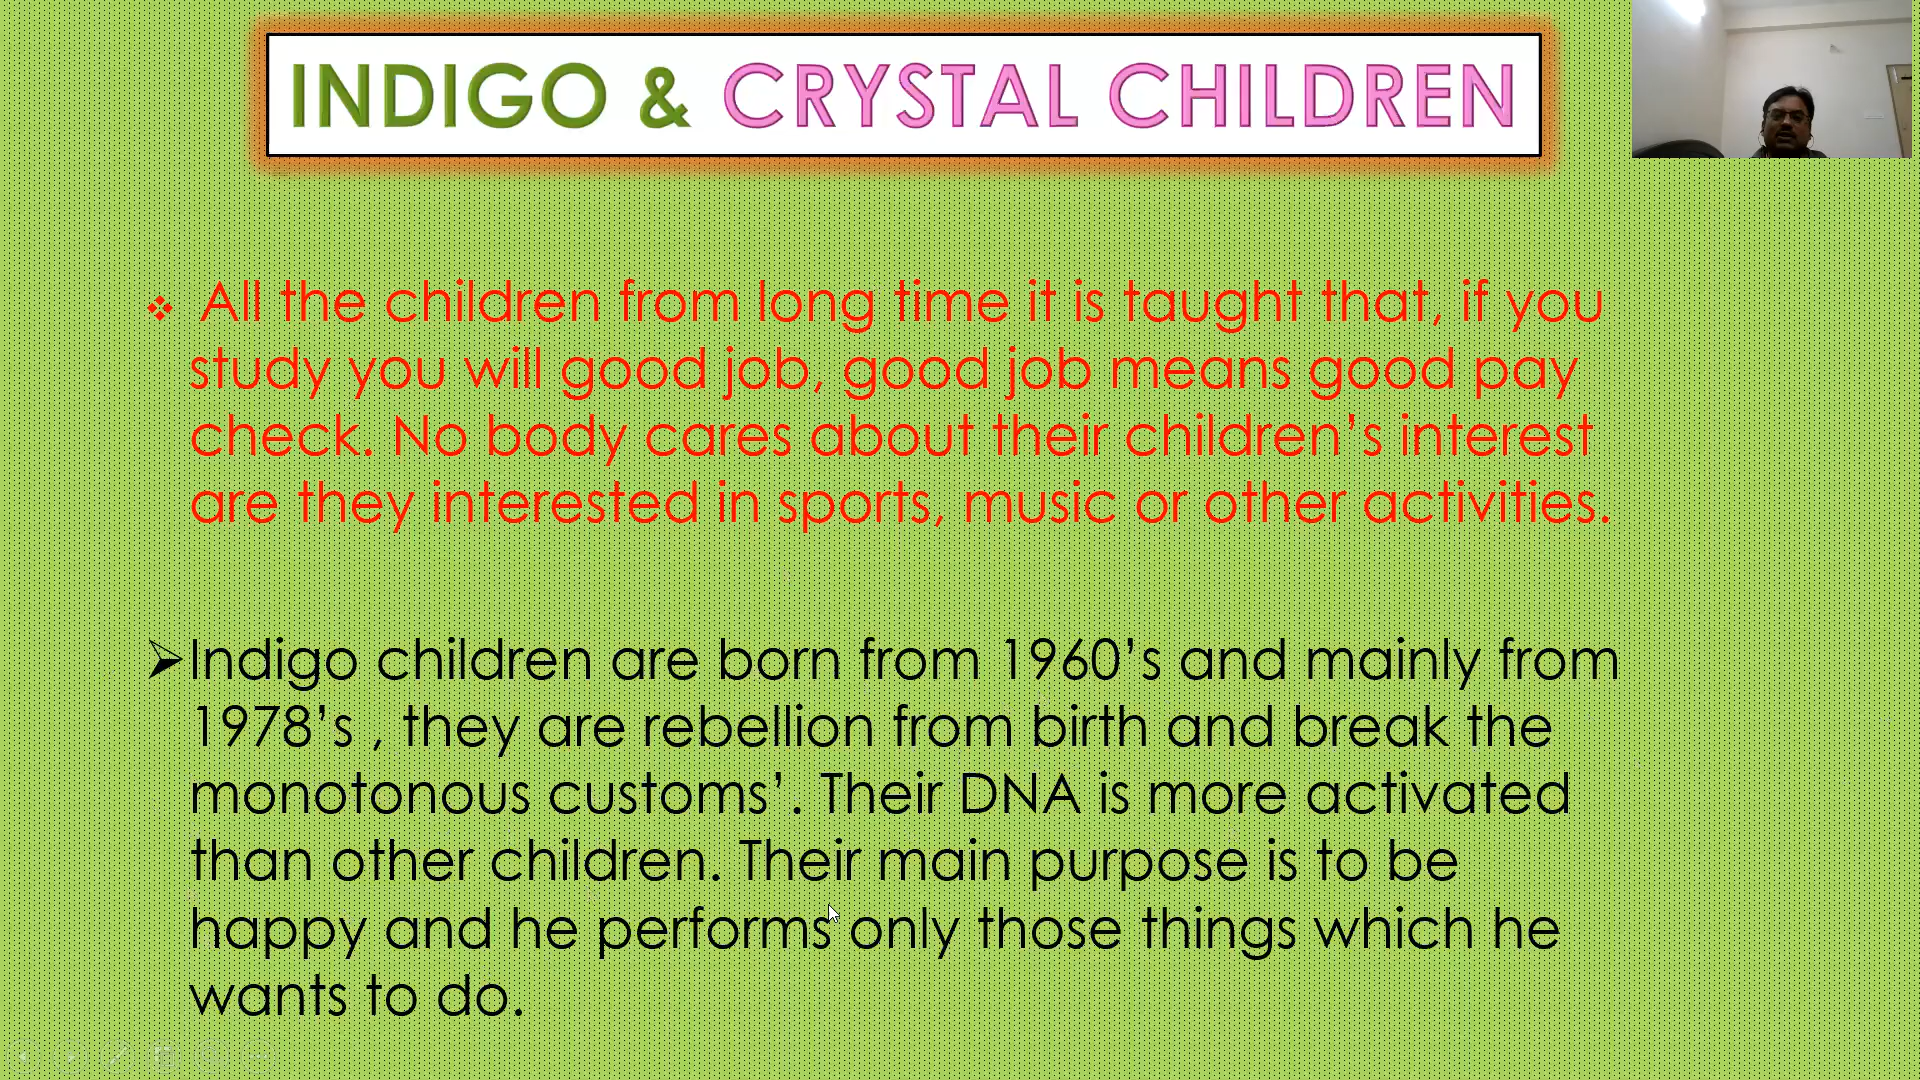 INDIGO & CRYSTAL CHILDREN
All the children from long time it is taught that, if you
study you will good job, good job means good pay
check. No body cares about their children’s interest
are they interested in sports, music or other activities.
Indigo children are born from 1960’s and mainly from
1978’s , they are rebellion from birth and break the
monotonous customs’. Their DNA is more activated
than other children. Their main purpose is to be
happy and he performs only those things which he
wants to do.